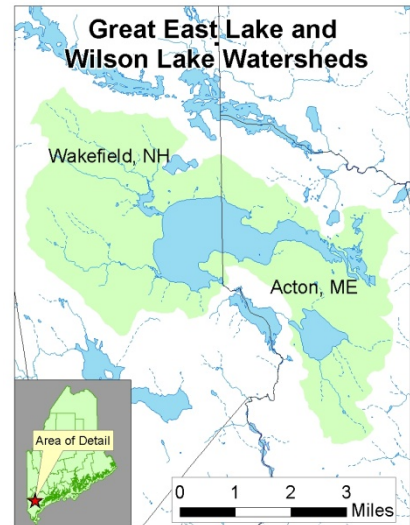 Great East Lake and
Wilson Lake Watersheds
Wakefield, NH
Acton, ME
Area of Detail
0 1 2 3
Miles